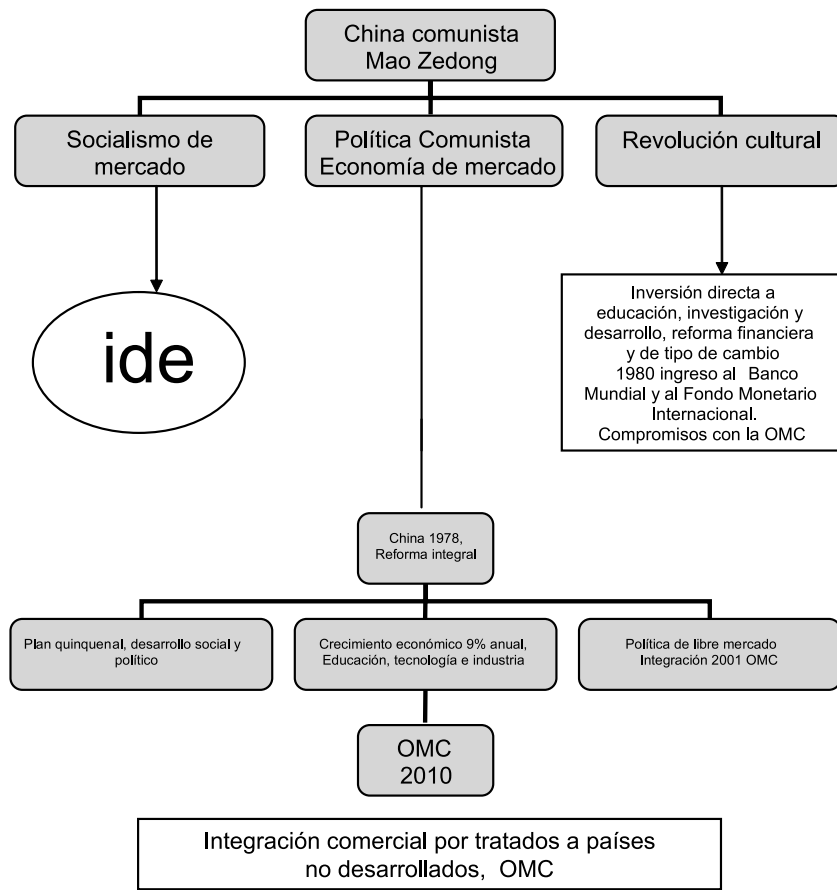 China comunista
Mao Zedong
Socialismo de
mercado
Política Comunista
Economía de mercado
Revolución cultural
ide
Inversión directa a
educación, investigación y
desarrollo, reforma financiera
y de tipo de cambio
1980 ingreso al Banco
Mundial y al Fondo Monetario
Internacional.
Compromisos con la OMC
China 1978,
Reforma integral
Plan quinquenal, desarrollo social y
político
Crecimiento económico 9% anual,
Educación, tecnología e industria
Política de libre mercado
Integración 2001 OMC
OMC
2010
Integración comercial por tratados a países
no desarrollados, OMC